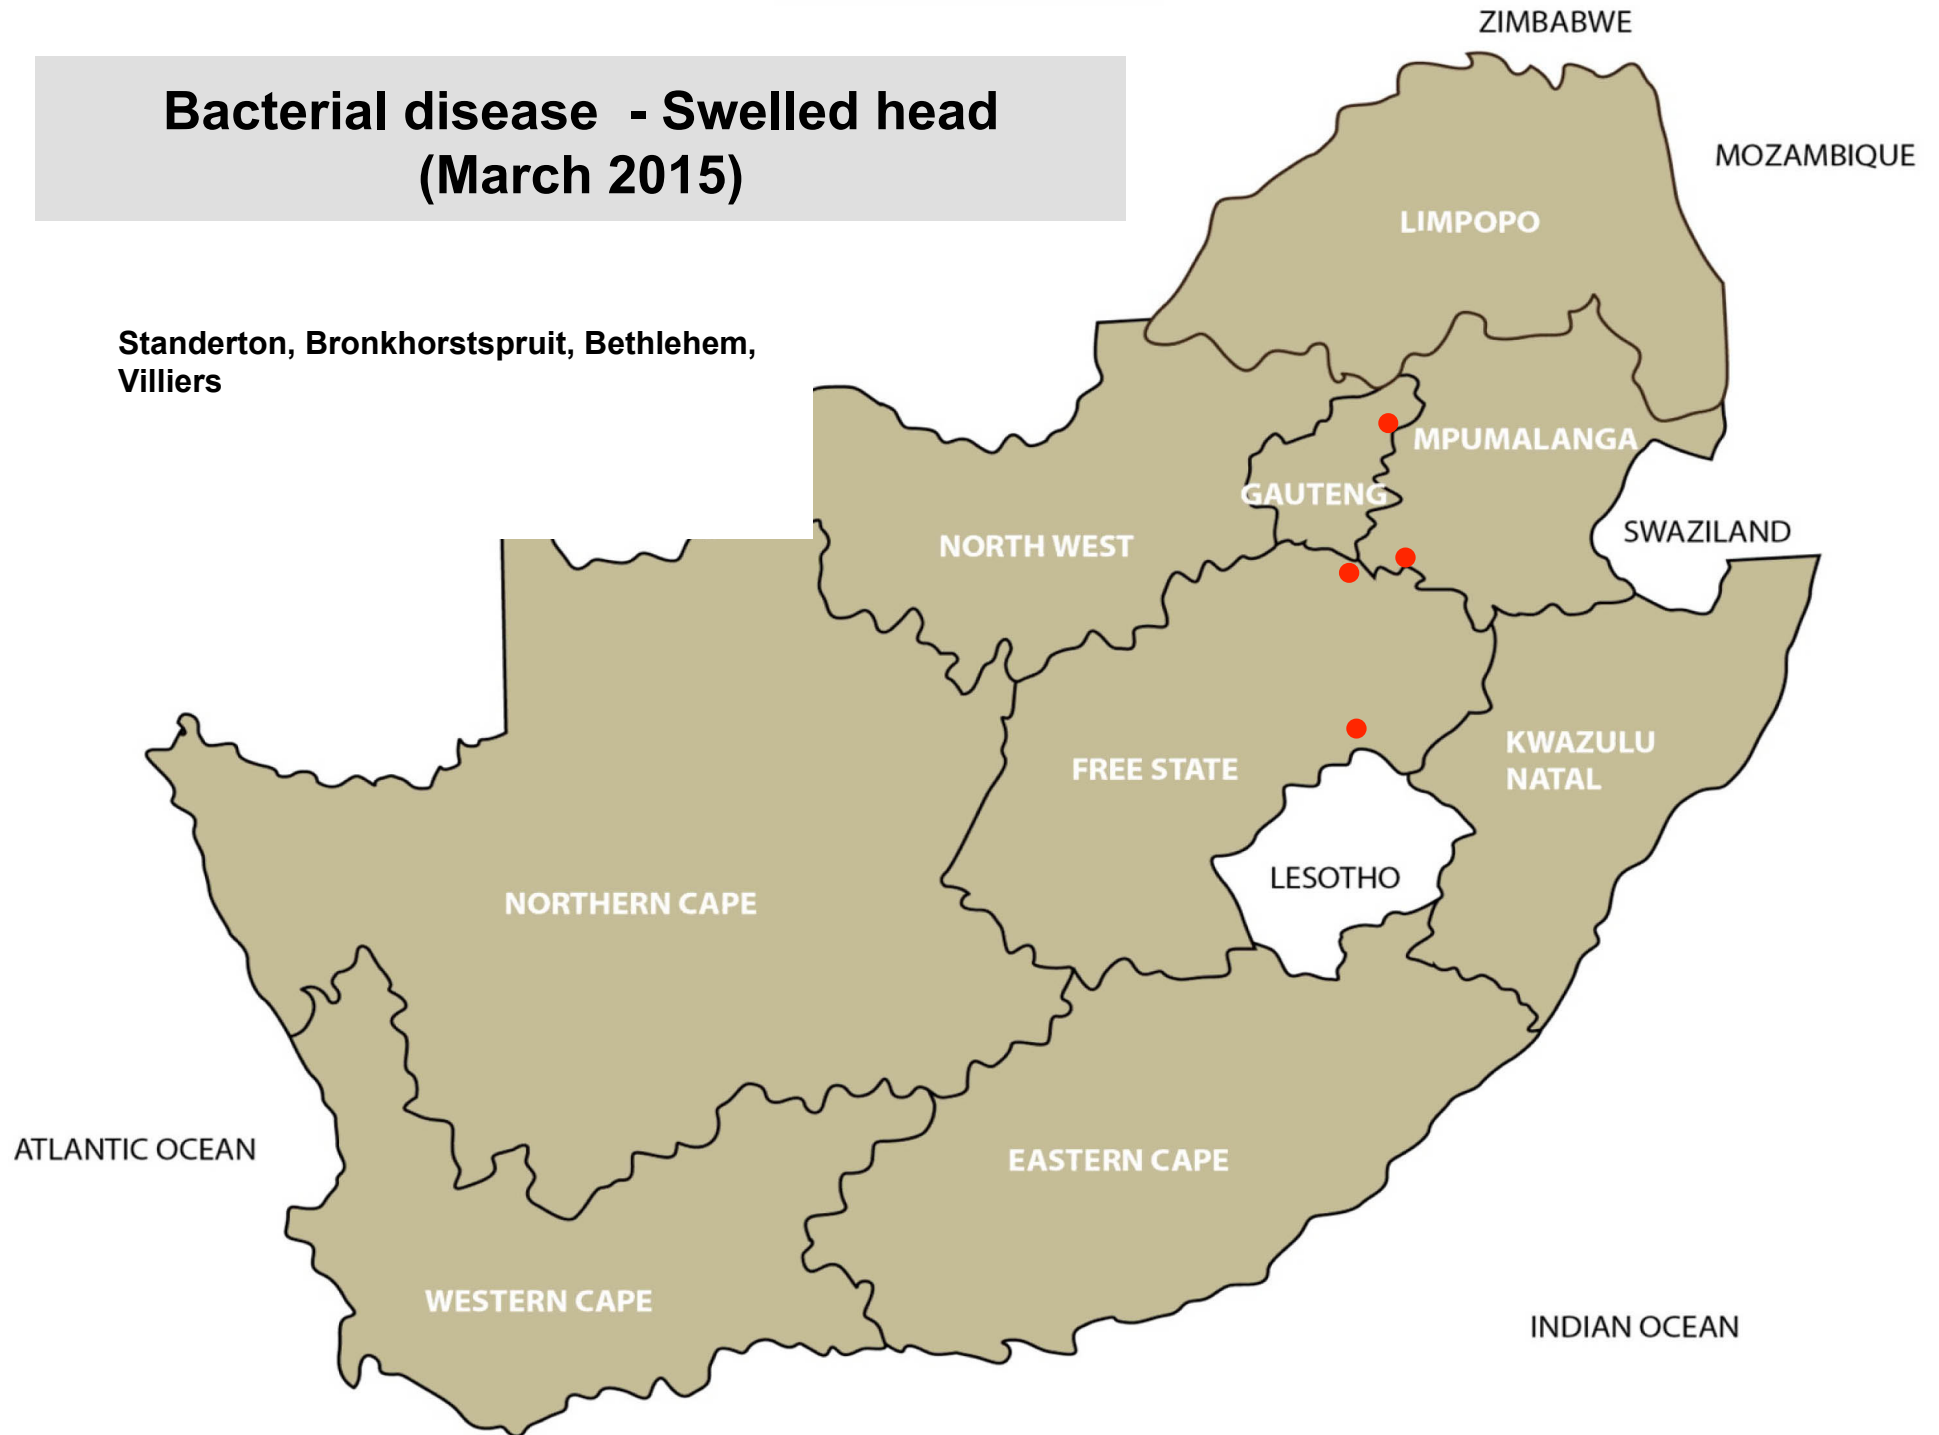 ZIMBABWE
Bacterial disease - Swelled head
(March 2015)
MOZAMBIQUE
LIMPOPO
Standerton, Bronkhorstspruit, Bethlehem,
Villiers
MPUMALANGA
GAUTENG
SWAZILAND
NORTH WEST
KWAZULU
NATAL
FREE STATE
LESOTHO
NORTHERN CAPE
ATLANTIC OCEAN
EASTERN CAPE
WESTERN CAPE
INDIAN OCEAN